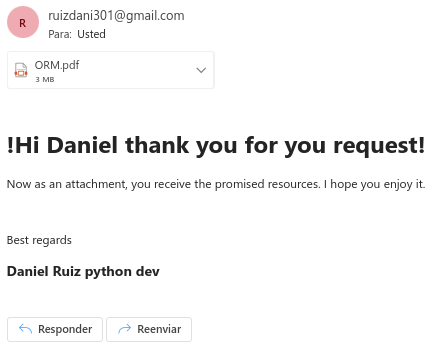 R
ruizdani301@gmail.com
Para: Usted
ORM.pdf
3 MB
!Hi Daniel thank you for you request!
Now as an attachment, you receive the promised resources. I hope you enjoy it.
Best regards
Daniel Ruiz python dev
Responder Reenviar